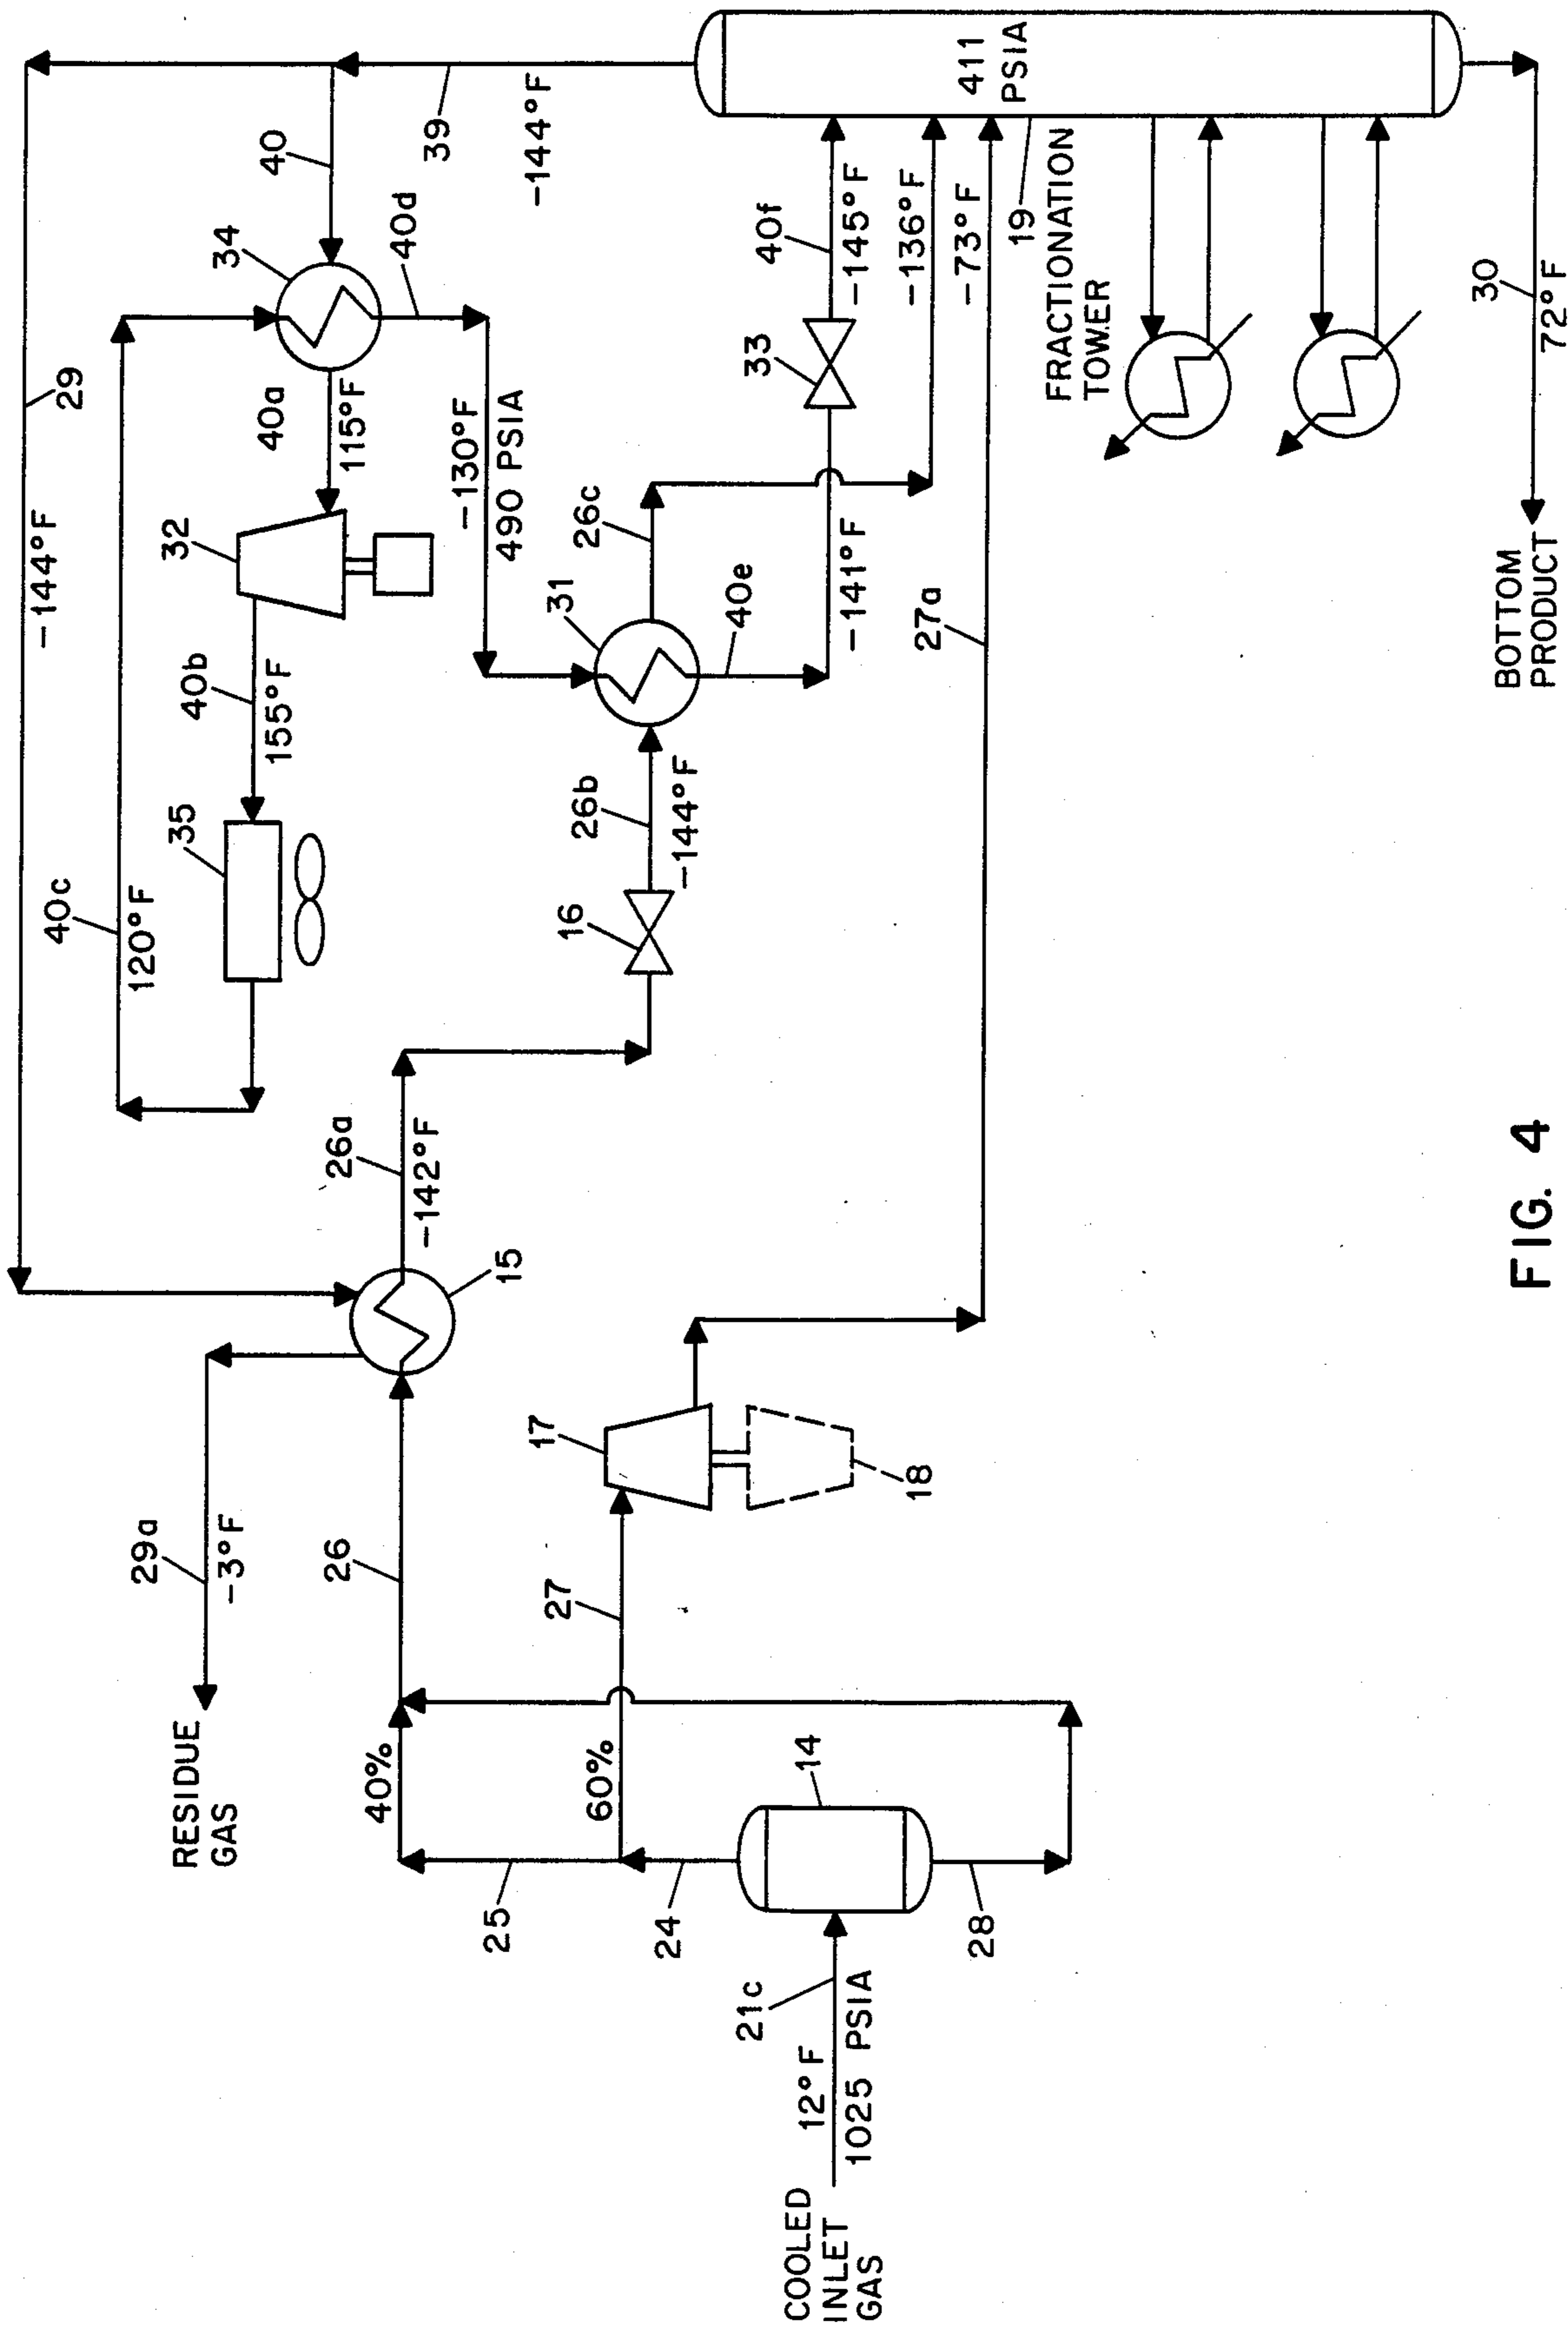 29
-144°F
40
39
-144°F
34
40a
115°F
40d
32
40b
155°F
35
40c
120°F
-130°F
490 PSIA
31
26c
40e
-141°F
33
40f
-145°F
-136°F
-73°F
411
PSIA
19
FRACTIONATION
TOWER
30
72°F
BOTTOM
PRODUCT
27a
26b
-144°F
16
26a
-142°F
15
29a
-3°F
RESIDUE
GAS
26
17
18
27
40%
60%
25
24
14
28
21c
12°F
1025 PSIA
COOLED
INLET
GAS
FIG. 4